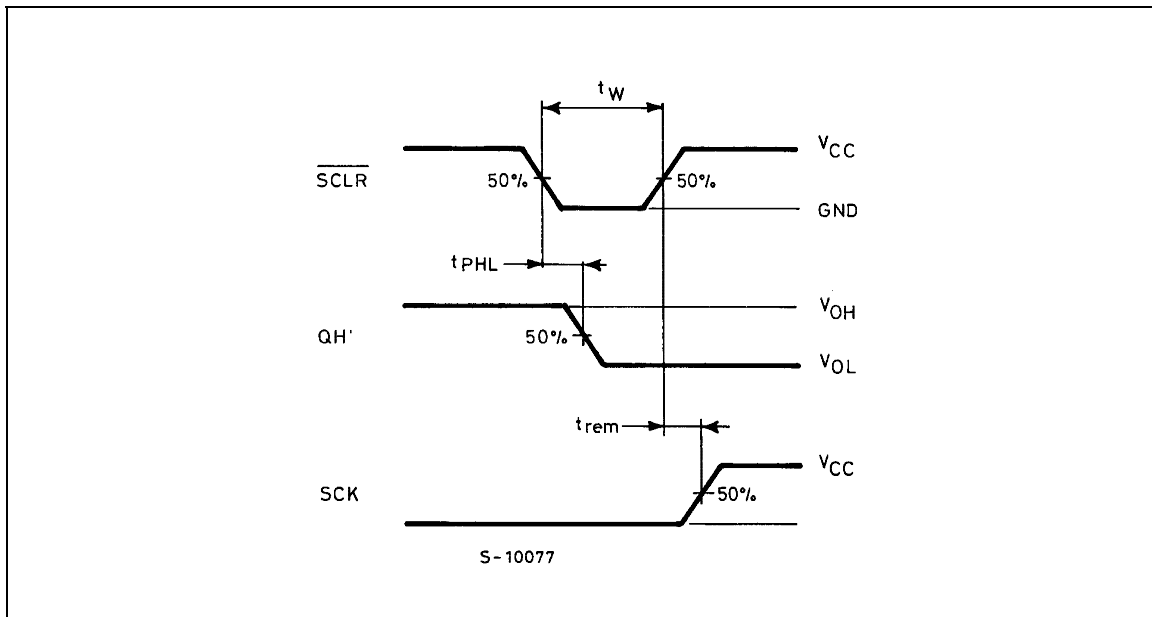 tW
SCLR 50% 50% VCC
GND
tPHL
QH' 50% VOH
VOL
trem
SCK 50% VCC
S-10077